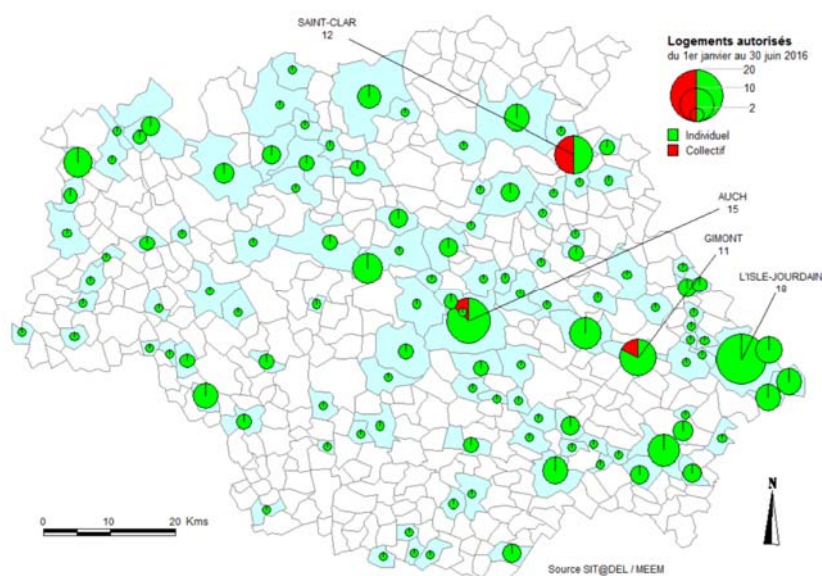 SAINT-CLAR
12
Logements autorisés
du 1er janvier au 30 juin 2016
20
10
2
Individuel
Collectif
AUCH
15
GIMONT
11
L'ISLE-JOURDAIN
18
N
0 10 20 Kms
Source SIT@DEL / MEEM